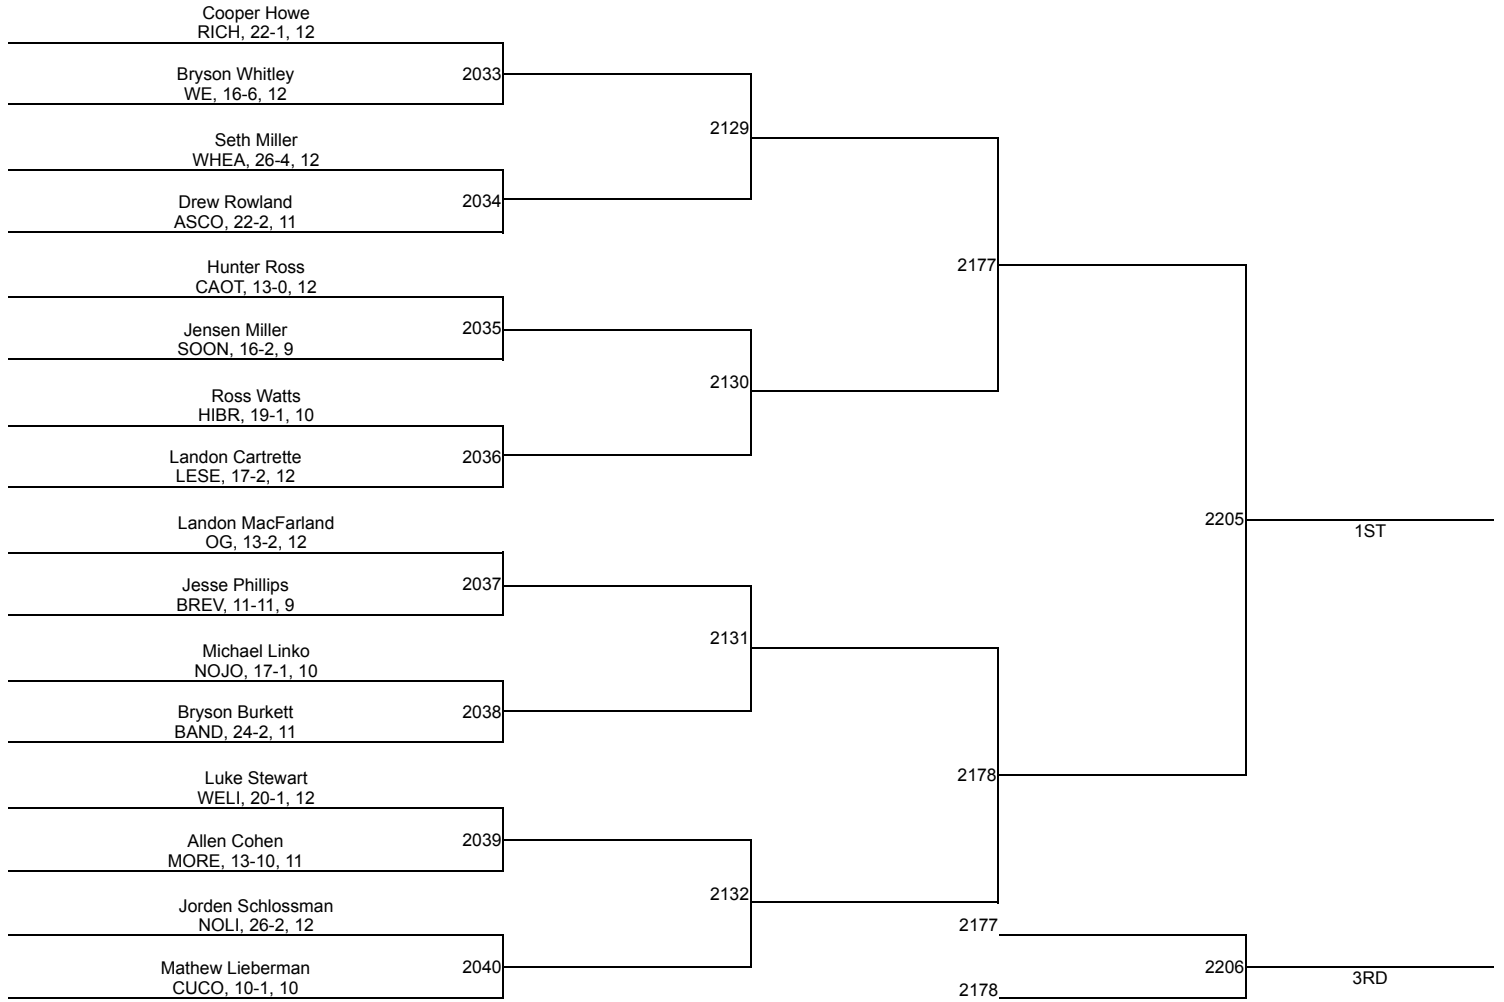 Cooper Howe
RICH, 22-1, 12
Bryson Whitley
WE, 16-6, 12
2033
Seth Miller
WHEA, 26-4, 12
Drew Rowland
ASCO, 22-2, 11
2034
Hunter Ross
CAOT, 13-0, 12
Jensen Miller
SOON, 16-2, 9
2035
Ross Watts
HIBR, 19-1, 10
Landon Cartrette
LESE, 17-2, 12
2036
Landon MacFarland
OG, 13-2, 12
Jesse Phillips
BREV, 11-11, 9
2037
Michael Linko
NOJO, 17-1, 10
Bryson Burkett
BAND, 24-2, 11
2038
Luke Stewart
WELI, 20-1, 12
Allen Cohen
MORE, 13-10, 11
2039
Jorden Schlossman
NOLI, 26-2, 12
Mathew Lieberman
CUCO, 10-1, 10
2040
2129
2130
2131
2132
2177
2178
2205
1ST
2177
2178
2206
3RD